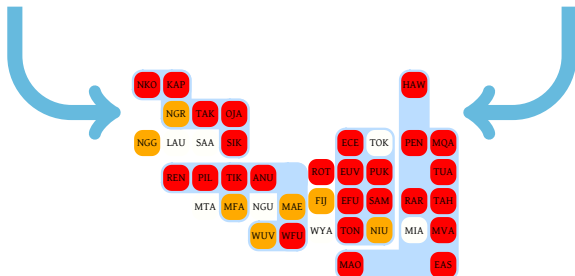 NKO KAP HAW
NGR TAK OJA
NGG LAU SAA SIK ECE TOK PEN MQA
REN PIL TIK ANU ROT EUV PUK TUA
MTA MFA NGU MAE FIJ EFU SAM RAR TAH
WUV WFU WYA TON NIU MIA MVA
MAO EAS